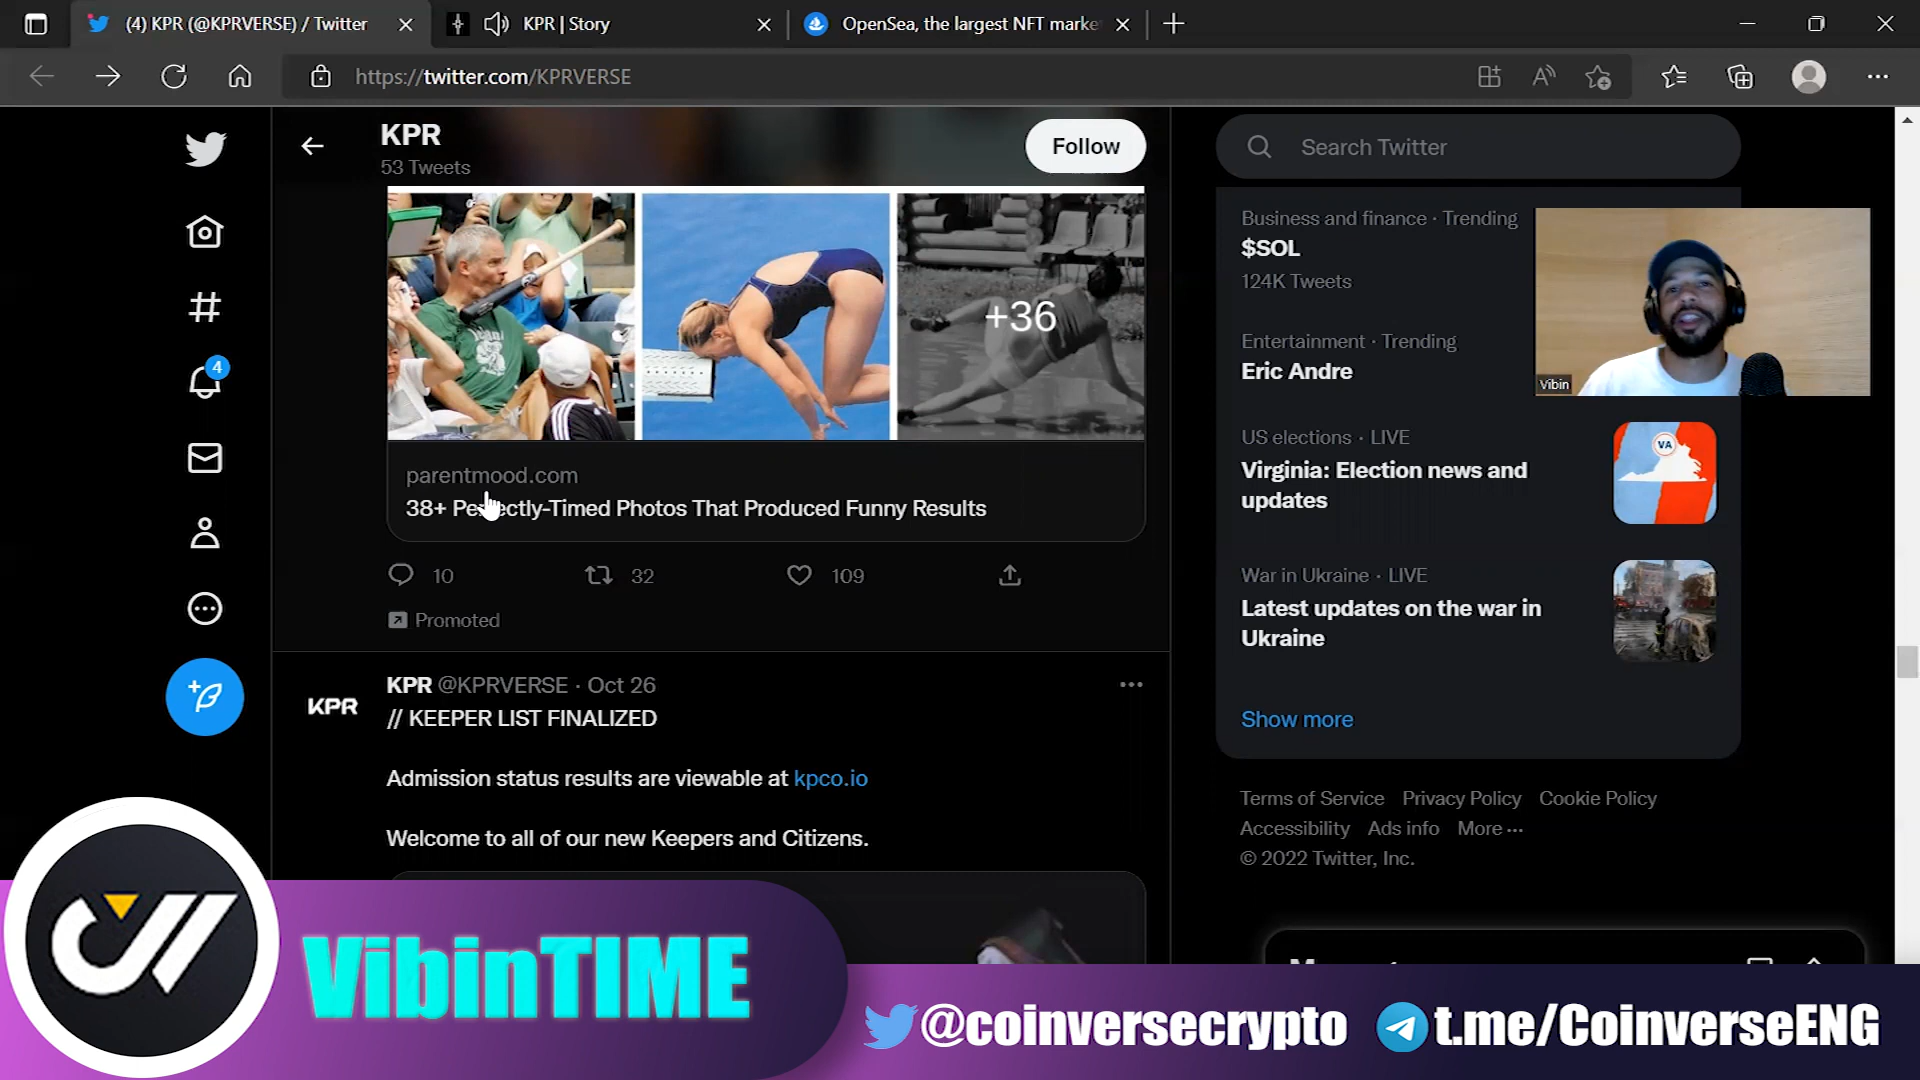 (4) KPR (@KPRVERSE) / Twitter
KPR | Story
OpenSea, the largest NFT marke
https://twitter.com/KPRVERSE
KPR
53 Tweets
Follow
Search Twitter
+36
parentmood.com
38+ Perfectly-Timed Photos That Produced Funny Results
10
32
109
Promoted
4
KPR
KPR @KPRVERSE · Oct 26
// KEEPER LIST FINALIZED
Admission status results are viewable at kpco.io
Welcome to all of our new Keepers and Citizens.
Business and finance · Trending
$SOL
124K Tweets
Entertainment · Trending
Eric Andre
US elections · LIVE
Virginia: Election news and
updates
VA
War in Ukraine · LIVE
Latest updates on the war in
Ukraine
Show more
Terms of Service Privacy Policy Cookie Policy
Accessibility Ads info More ···
© 2022 Twitter, Inc.
Vibin
VibinTIME
@coinversecrypto
t.me/CoinverseENG